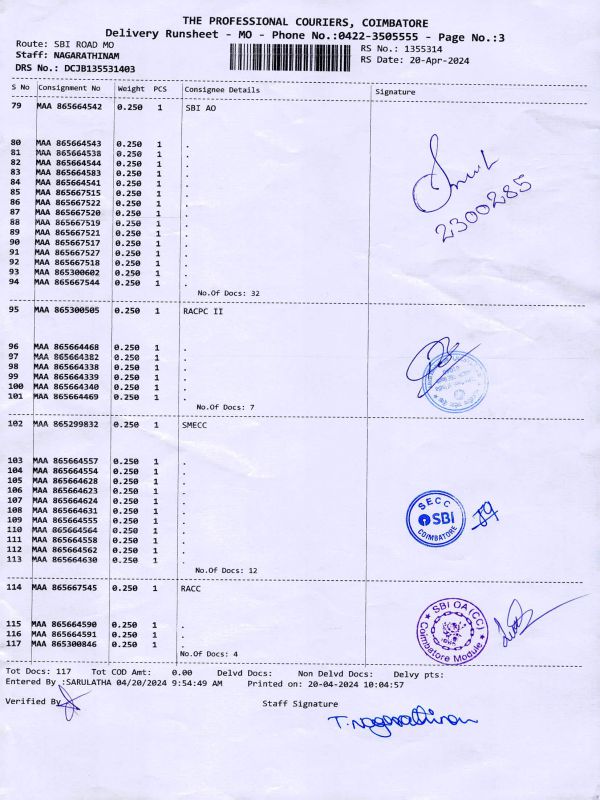 THE PROFESSIONAL COURIERS, COIMBATORE
Delivery Runsheet - MO - Phone No.:0422-3505555 - Page No.:3
Route: SBI ROAD MO RS No.: 1355314
Staff: NAGARATHINAM RS Date: 20-Apr-2024
DRS No.: DCJB135531403
S No Consignment No Weight PCS Consignee Details Signature
79 MAA 865664542 0.250 1 SBI AO
80 MAA 865664543 0.250 1 .
81 MAA 865664538 0.250 1 .
82 MAA 865664544 0.250 1 .
83 MAA 865664583 0.250 1 .
84 MAA 865664541 0.250 1 .
85 MAA 865667515 0.250 1 .
86 MAA 865667522 0.250 1 .
87 MAA 865667520 0.250 1 .
88 MAA 865667519 0.250 1 .
89 MAA 865667521 0.250 1 .
90 MAA 865667517 0.250 1 .
91 MAA 865667527 0.250 1 .
92 MAA 865667518 0.250 1 .
93 MAA 865300602 0.250 1 .
94 MAA 865667544 0.250 1 .
2300285
No.Of Docs: 32
95 MAA 865300505 0.250 1 RACPC II
96 MAA 865664468 0.250 1 .
97 MAA 865664382 0.250 1 .
98 MAA 865664338 0.250 1 .
99 MAA 865664339 0.250 1 .
100 MAA 865664340 0.250 1 .
101 MAA 865664469 0.250 1 .
No.Of Docs: 7
102 MAA 865299832 0.250 1 SMECC
103 MAA 865664557 0.250 1 .
104 MAA 865664554 0.250 1 .
105 MAA 865664628 0.250 1 .
106 MAA 865664623 0.250 1 .
107 MAA 865664624 0.250 1 .
108 MAA 865664631 0.250 1 .
109 MAA 865664555 0.250 1 .
110 MAA 865664564 0.250 1 .
111 MAA 865664558 0.250 1 .
112 MAA 865664562 0.250 1 .
113 MAA 865664630 0.250 1 .
SECC
SBI
COIMBATORE
No.Of Docs: 12
114 MAA 865667545 0.250 1 RACC
115 MAA 865664590 0.250 1 .
116 MAA 865664591 0.250 1 .
117 MAA 865300846 0.250 1 .
SBI OA(CC)
Coimbatore Module
No.Of Docs: 4
Tot Docs: 117 Tot COD Amt: 0.00 Delvd Docs: Non Delvd Docs: Delvy pts:
Entered By :SARULATHA 04/20/2024 9:54:49 AM Printed on: 20-04-2024 10:04:57
Verified By Staff Signature
T. Nagarathinam